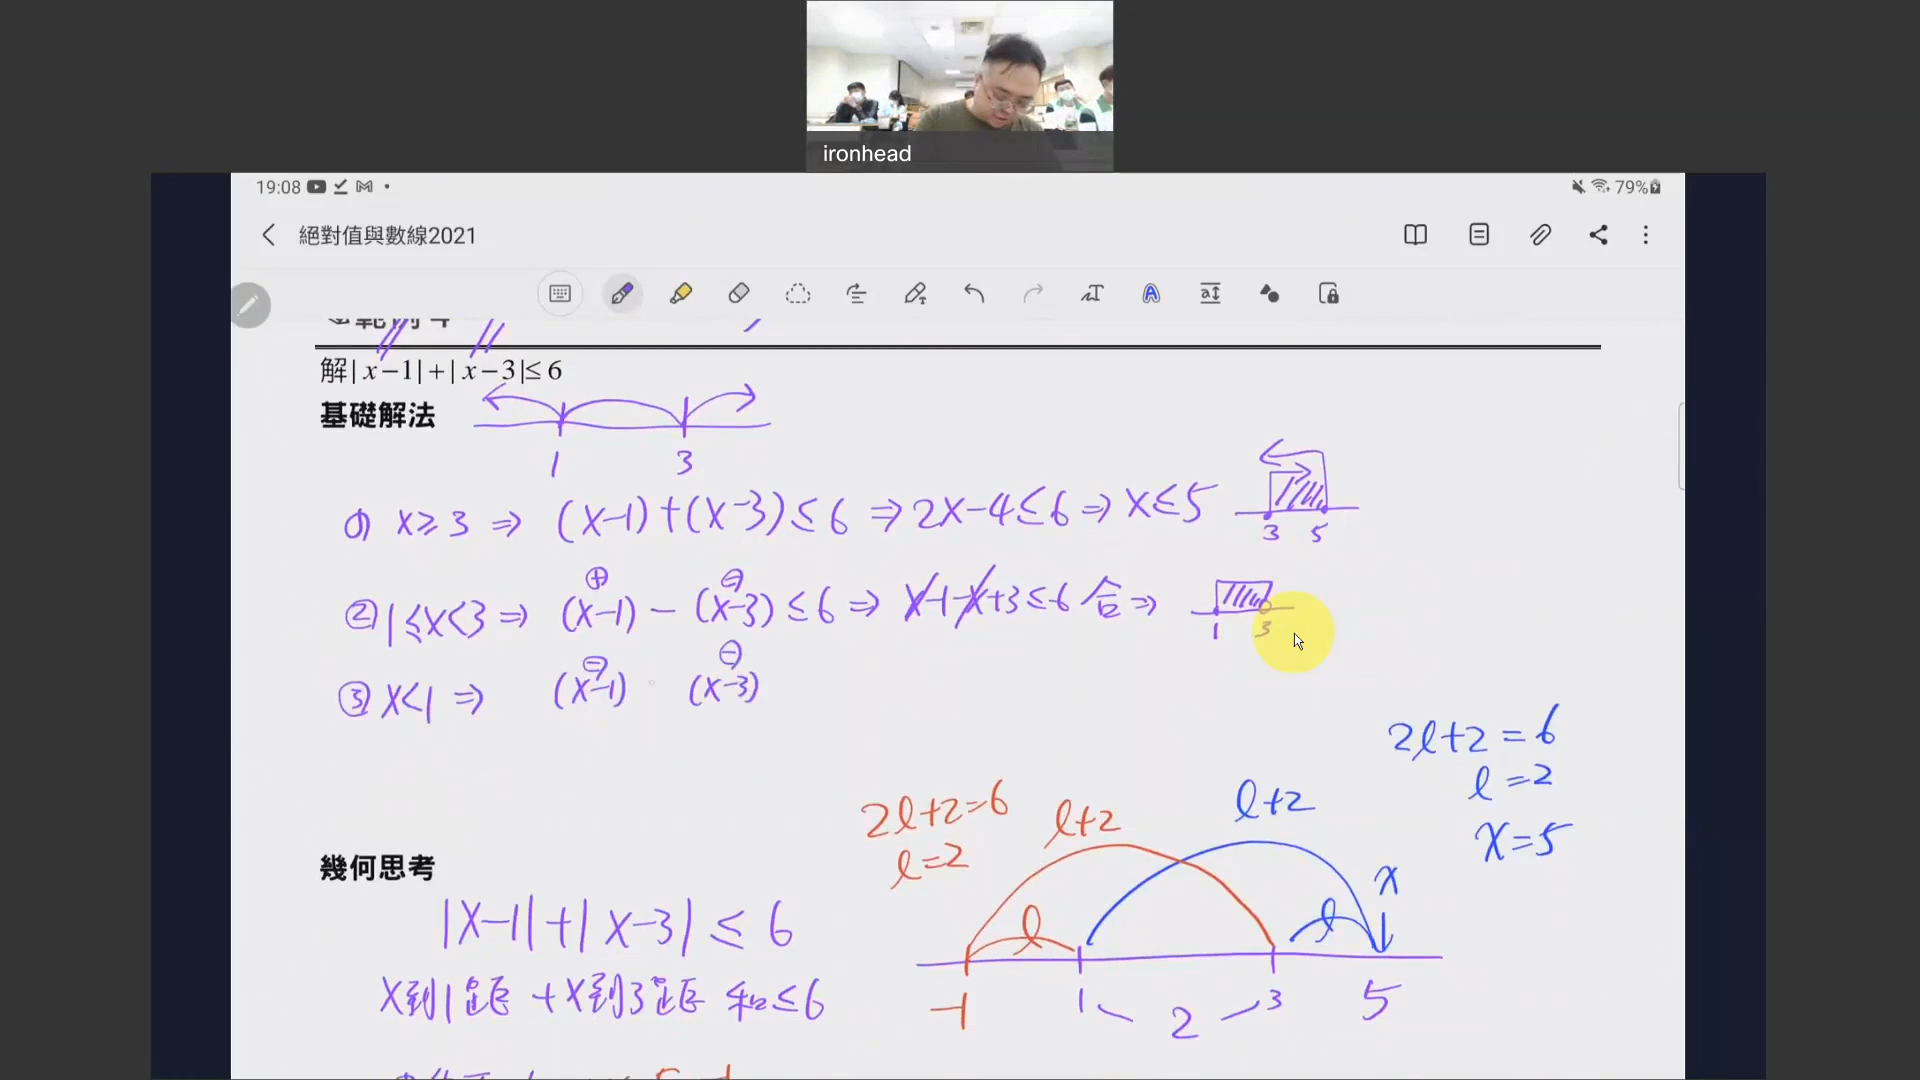 ironhead
19:08
79%
絕對值與數線2021
解|x−1|+|x−3|≤6
基礎解法
1 3
① x≥3 ⇒ (x-1)+(x-3)≤6 ⇒ 2x-4≤6 ⇒ x≤5
3 5
⊕ ⊖
② 1≤x<3 ⇒ (x-1) - (x-3) ≤6 ⇒ x-1-x+3≤6 合 ⇒
1 3
⊖ ⊖
③ x<1 ⇒ (x-1) (x-3)
2l+2=6
l=2
x=5
2l+2=6
l=2
l+2
l+2
幾何思考
|x-1|+|x-3| ≤ 6
x到1距 + x到3距 和≤6
l l x
-1 1 2 3 5